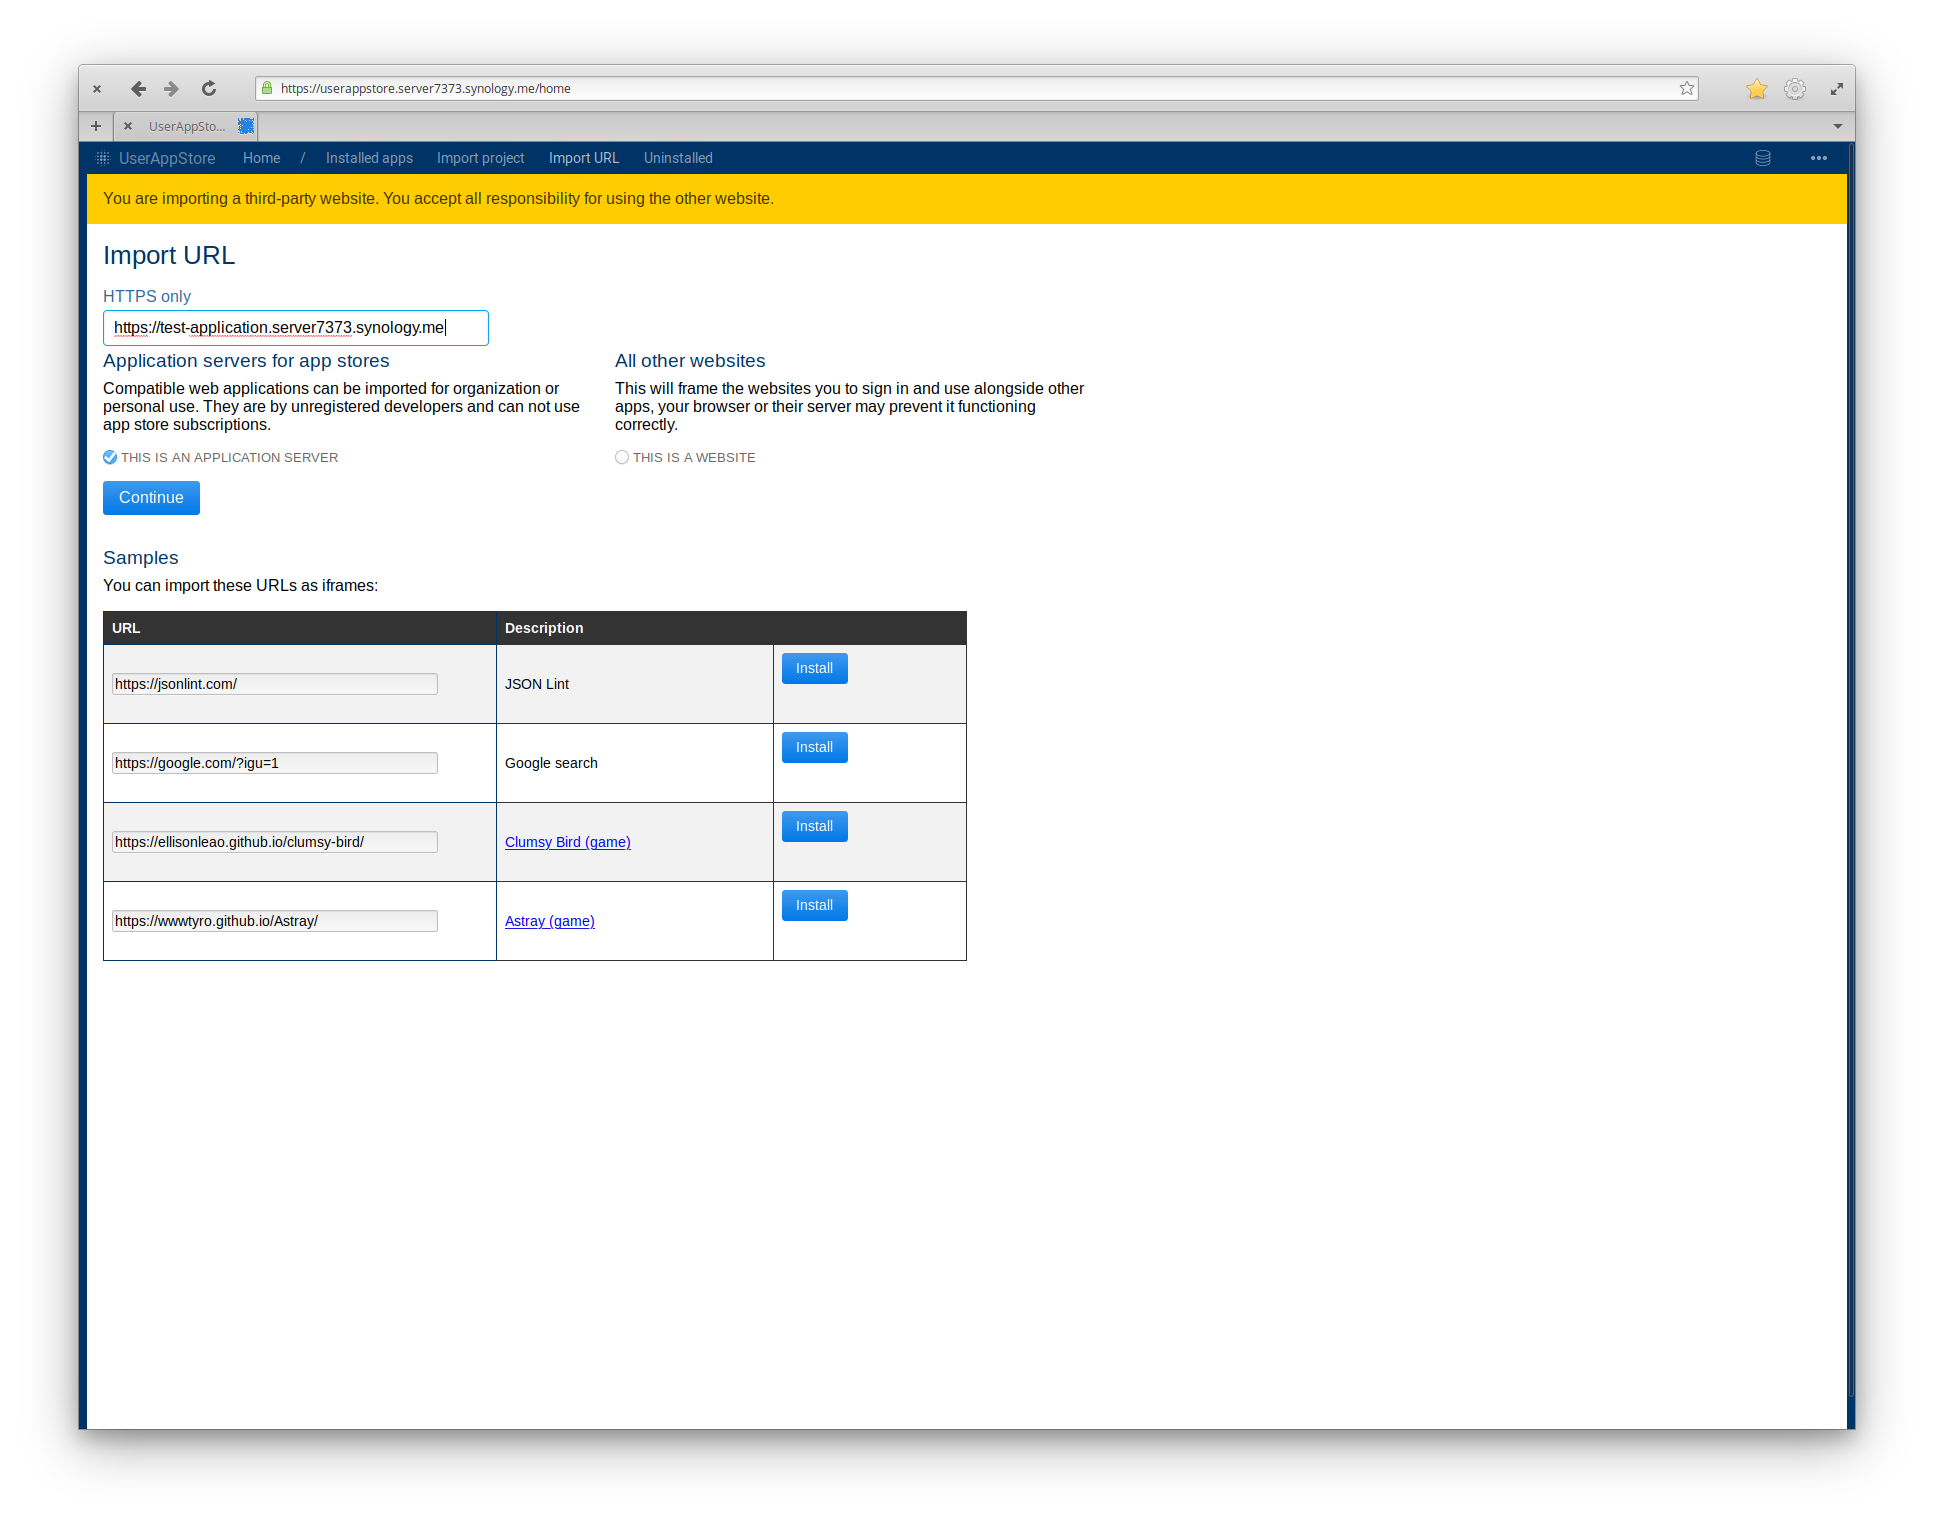 https://userappstore.server7373.synology.me/home
UserAppSto...
UserAppStore Home / Installed apps Import project Import URL Uninstalled
You are importing a third-party website. You accept all responsibility for using the other website.
Import URL
HTTPS only
https://test-application.server7373.synology.me
Application servers for app stores
Compatible web applications can be imported for organization or
personal use. They are by unregistered developers and can not use
app store subscriptions.
THIS IS AN APPLICATION SERVER
All other websites
This will frame the websites you to sign in and use alongside other
apps, your browser or their server may prevent it functioning
correctly.
THIS IS A WEBSITE
Continue
Samples
You can import these URLs as iframes:
URL Description
https://jsonlint.com/ JSON Lint Install
https://google.com/?igu=1 Google search Install
https://ellisonleao.github.io/clumsy-bird/ Clumsy Bird (game) Install
https://wwwtyro.github.io/Astray/ Astray (game) Install